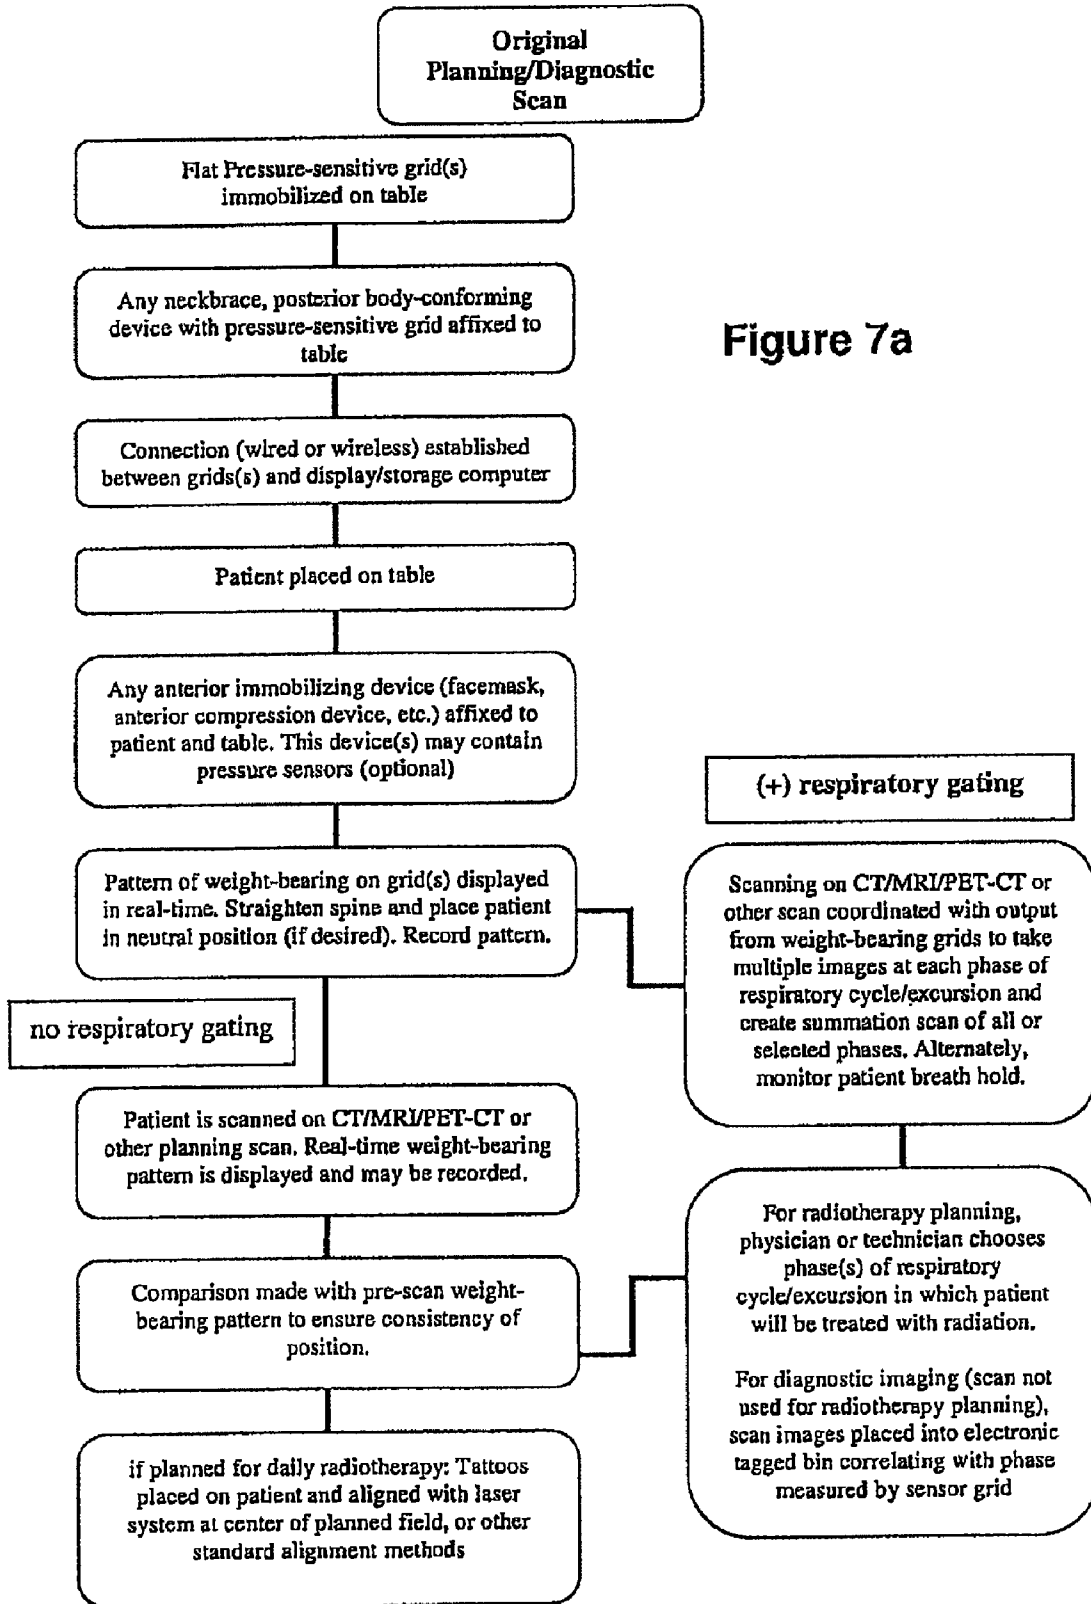 Original
Planning/Diagnostic
Scan
Flat Pressure-sensitive grid(s)
immobilized on table
Any neckbrace, posterior body-conforming
device with pressure-sensitive grid affixed to
table
Figure 7a
Connection (wired or wireless) established
between grids(s) and display/storage computer
Patient placed on table
Any anterior immobilizing device (facemask,
anterior compression device, etc.) affixed to
patient and table. This device(s) may contain
pressure sensors (optional)
Pattern of weight-bearing on grid(s) displayed
in real-time. Straighten spine and place patient
in neutral position (if desired). Record pattern.
no respiratory gating
Patient is scanned on CT/MRI/PET-CT or
other planning scan. Real-time weight-bearing
pattern is displayed and may be recorded.
Comparison made with pre-scan weight-
bearing pattern to ensure consistency of
position.
if planned for daily radiotherapy: Tattoos
placed on patient and aligned with laser
system at center of planned field, or other
standard alignment methods
(+) respiratory gating
Scanning on CT/MRI/PET-CT or
other scan coordinated with output
from weight-bearing grids to take
multiple images at each phase of
respiratory cycle/excursion and
create summation scan of all or
selected phases. Alternately,
monitor patient breath hold.
For radiotherapy planning,
physician or technician chooses
phase(s) of respiratory
cycle/excursion in which patient
will be treated with radiation.
For diagnostic imaging (scan not
used for radiotherapy planning),
scan images placed into electronic
tagged bin correlating with phase
measured by sensor grid